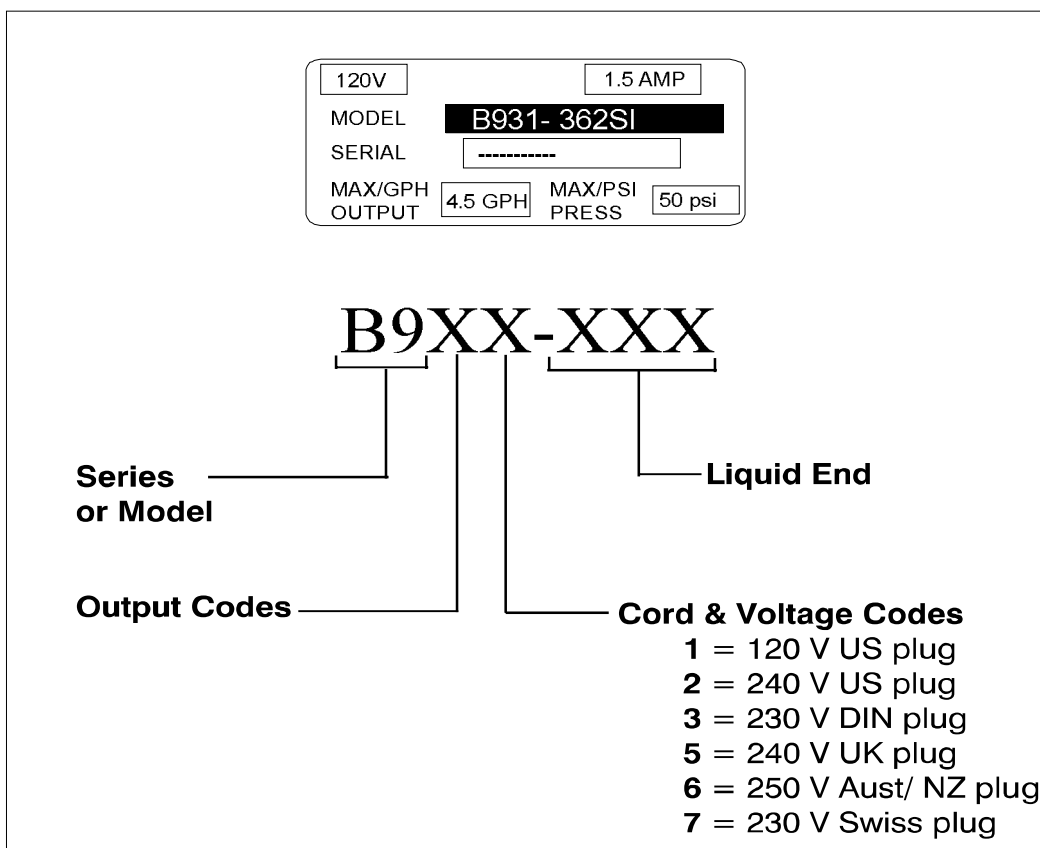 120V 1.5 AMP
MODEL B931- 362SI
SERIAL -----------
MAX/GPH OUTPUT 4.5 GPH MAX/PSI PRESS 50 psi
B9XX-XXX
Series or Model
Liquid End
Output Codes
Cord & Voltage Codes
1 = 120 V US plug
2 = 240 V US plug
3 = 230 V DIN plug
5 = 240 V UK plug
6 = 250 V Aust/ NZ plug
7 = 230 V Swiss plug